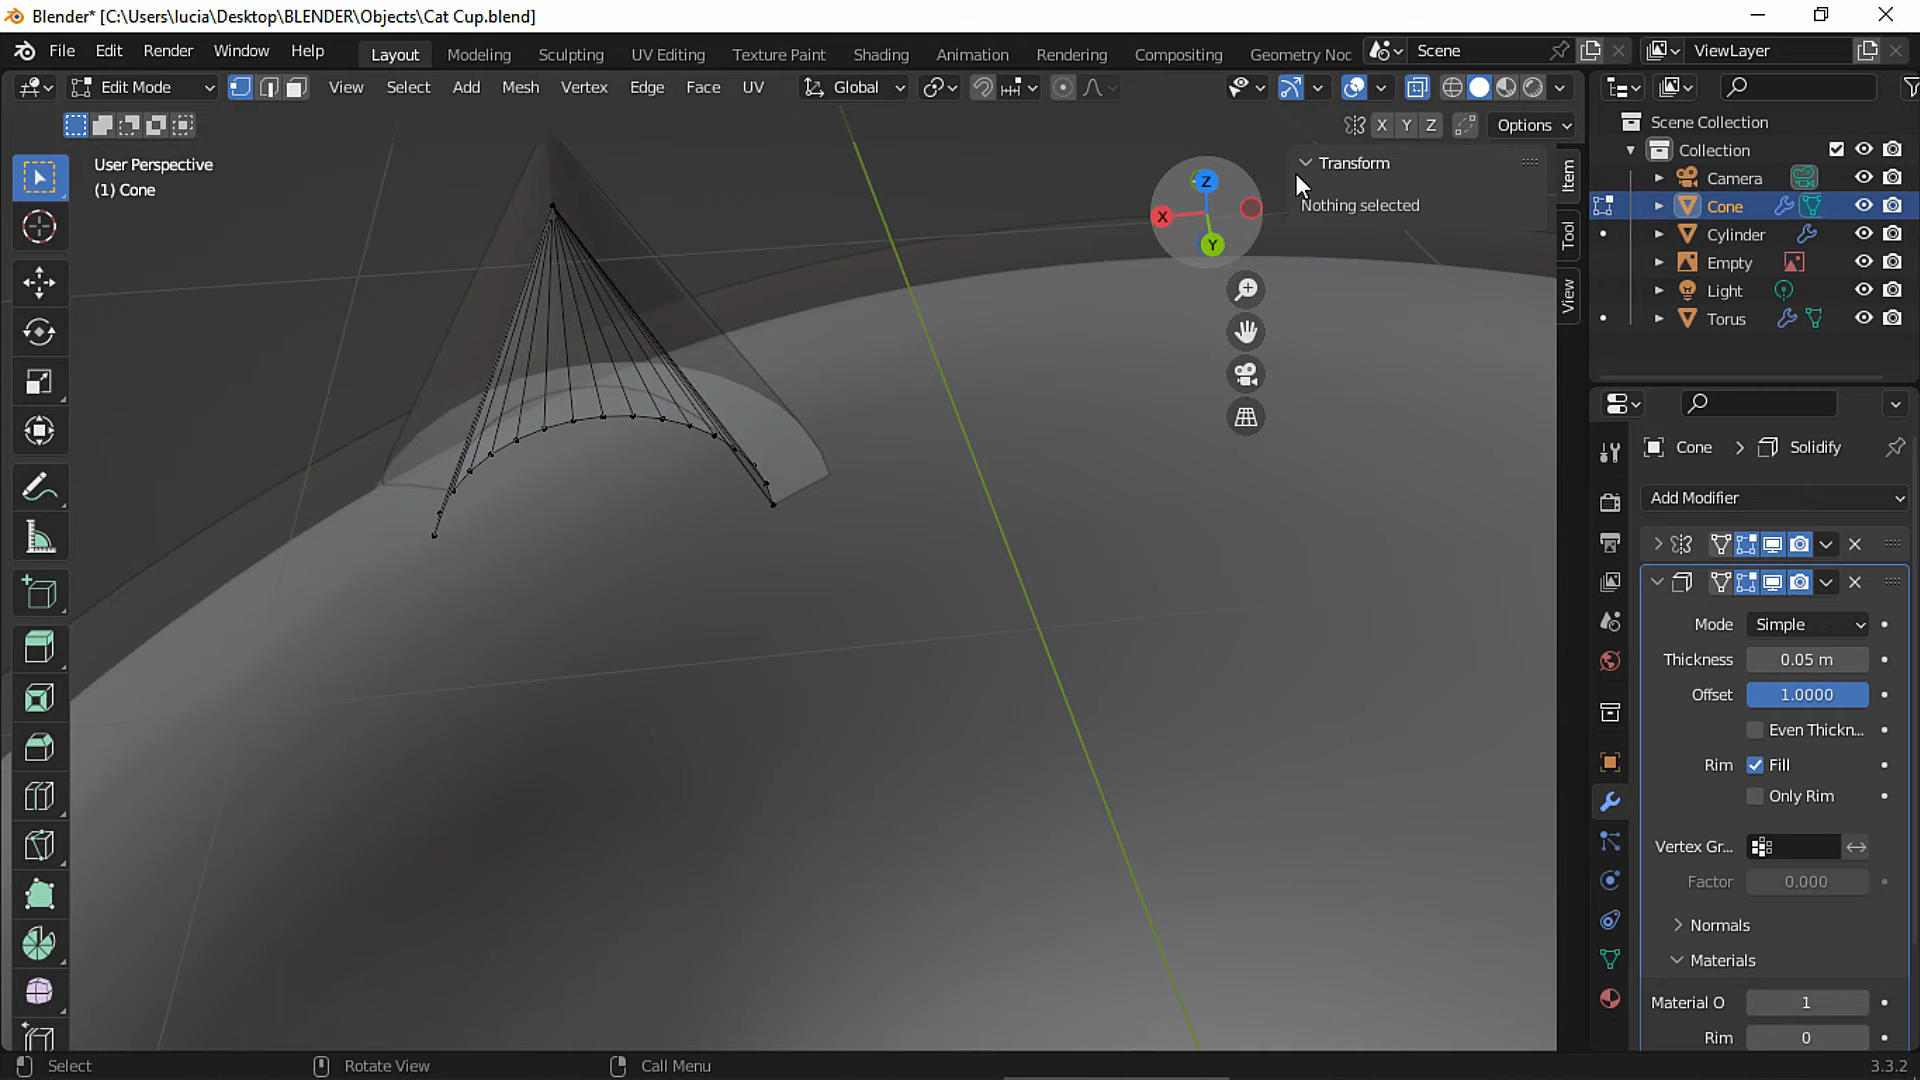 Blender* [C:\Users\lucia\Desktop\BLENDER\Objects\Cat Cup.blend]
File Edit Render Window Help Layout Modeling Sculpting UV Editing Texture Paint Shading Animation Rendering Compositing Geometry Noc Scene ViewLayer
Edit Mode View Select Add Mesh Vertex Edge Face UV Global
X Y Z Options
User Perspective
(1) Cone
Transform
Nothing selected
Item
Tool
View
Z
X
Y
Scene Collection
Collection
Camera
Cone
Cylinder
Empty
Light
Torus
Cone > Solidify
Add Modifier
Mode Simple
Thickness 0.05 m
Offset 1.0000
Even Thickn...
Rim Fill
Only Rim
Vertex Gr...
Factor 0.000
Normals
Materials
Material O 1
Rim 0
Select Rotate View Call Menu 3.3.2